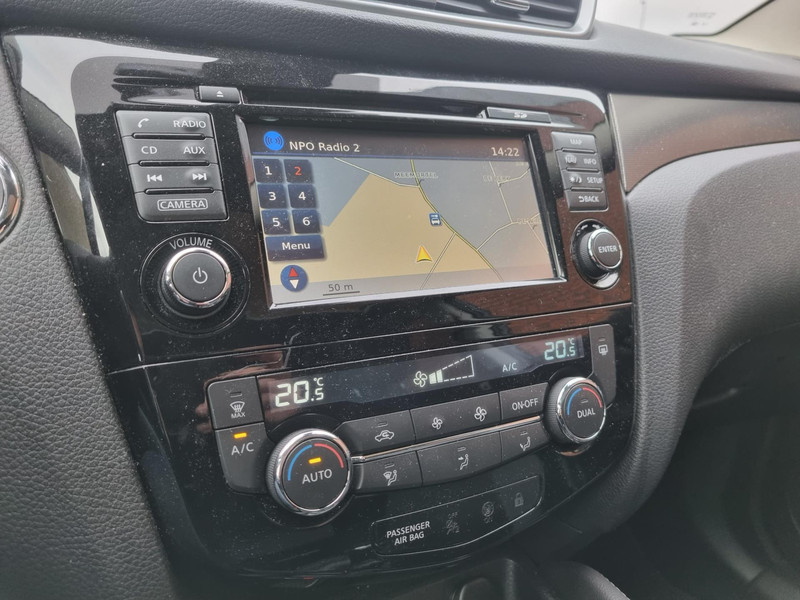 RADIO
CD AUX
CAMERA
VOLUME
NPO Radio 2 14:22
1 2
3 4
5 6
Menu
50 m
MAP
INFO
SETUP
BACK
ENTER
20.5 °C
A/C
20.5 °C
MAX
A/C
AUTO
ON·OFF
DUAL
PASSENGER
AIR BAG